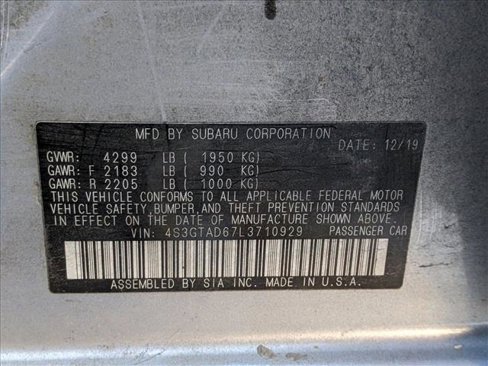 MFD BY SUBARU CORPORATION
DATE: 12/19
GVWR: 4299 LB ( 1950 KG)
GAWR: F 2183 LB ( 990 KG)
GAWR: R 2205 LB ( 1000 KG)
THIS VEHICLE CONFORMS TO ALL APPLICABLE FEDERAL MOTOR
VEHICLE SAFETY, BUMPER, AND THEFT PREVENTION STANDARDS
IN EFFECT ON THE DATE OF MANUFACTURE SHOWN ABOVE.
VIN: 4S3GTAD67L3710929 PASSENGER CAR
ASSEMBLED BY SIA INC. MADE IN U.S.A.